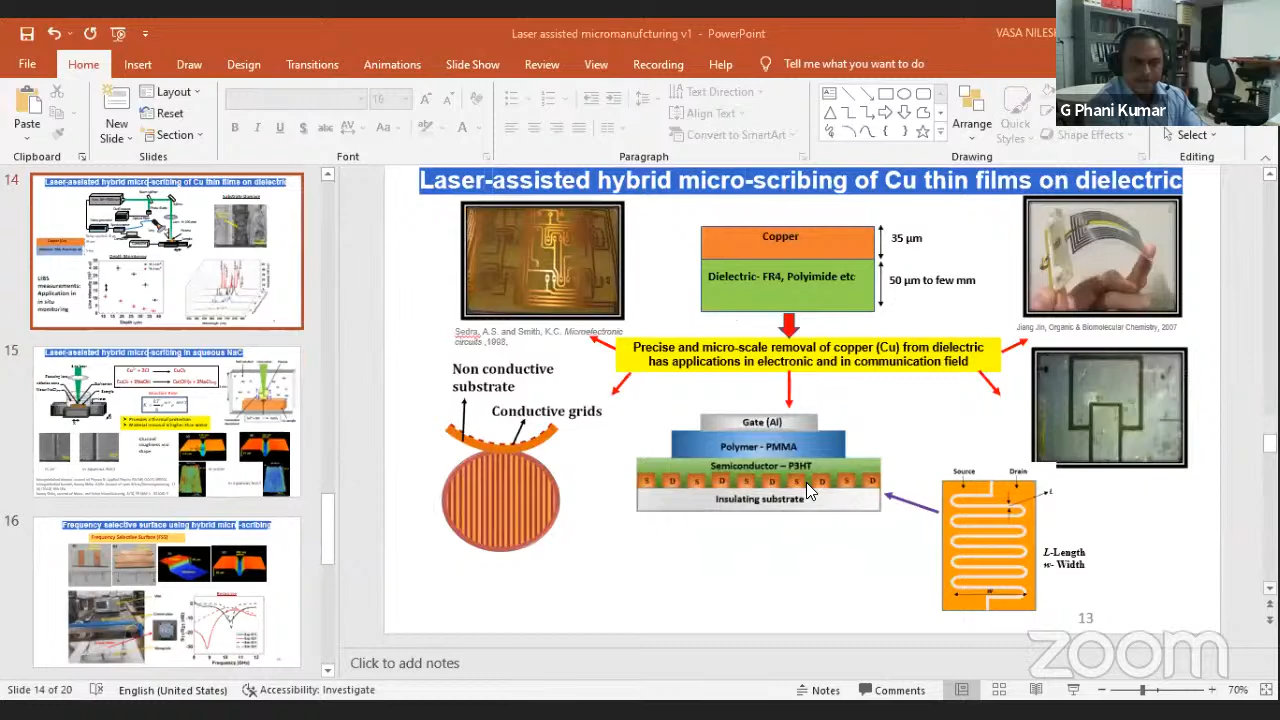 Laser assisted micromanufcturing v1 - PowerPoint
VASA NILESH
G Phani Kumar
File
Home
Insert
Draw
Design
Transitions
Animations
Slide Show
Review
View
Recording
Help
Tell me what you want to do
Paste
Clipboard
New
Slide
Layout
Reset
Section
Slides
16
Font
Text Direction
Align Text
Convert to SmartArt
Paragraph
Arrange
Quick
Styles
Shape Effects
Drawing
Select
Editing
14
Laser-assisted hybrid micro-scribing of Cu thin films on dielectric
LIBS
measurements:
Application in
in situ
monitoring
15
Laser-assisted hybrid micro-scribing in aqueous NaCl
16
Frequency selective surface using hybrid micro-scribing
Frequency Selective Surface (FSS)
Frequency (GHz)
Laser-assisted hybrid micro-scribing of Cu thin films on dielectric
Copper
35 µm
Dielectric- FR4, Polyimide etc
50 µm to few mm
Sedra, A.S. and Smith, K.C. Microelectronic
circuits ,1998,
Jiang Jin, Organic & Biomolecular Chemistry, 2007
Precise and micro-scale removal of copper (Cu) from dielectric
has applications in electronic and in communication field
Non conductive
substrate
Conductive grids
Gate (Al)
Polymer - PMMA
Semiconductor – P3HT
S D S D S D S D S D
Insulating substrate
Source
Drain
L
w
L-Length
w- Width
13
zoom
Click to add notes
Slide 14 of 20
English (United States)
Accessibility: Investigate
Notes
Comments
70%